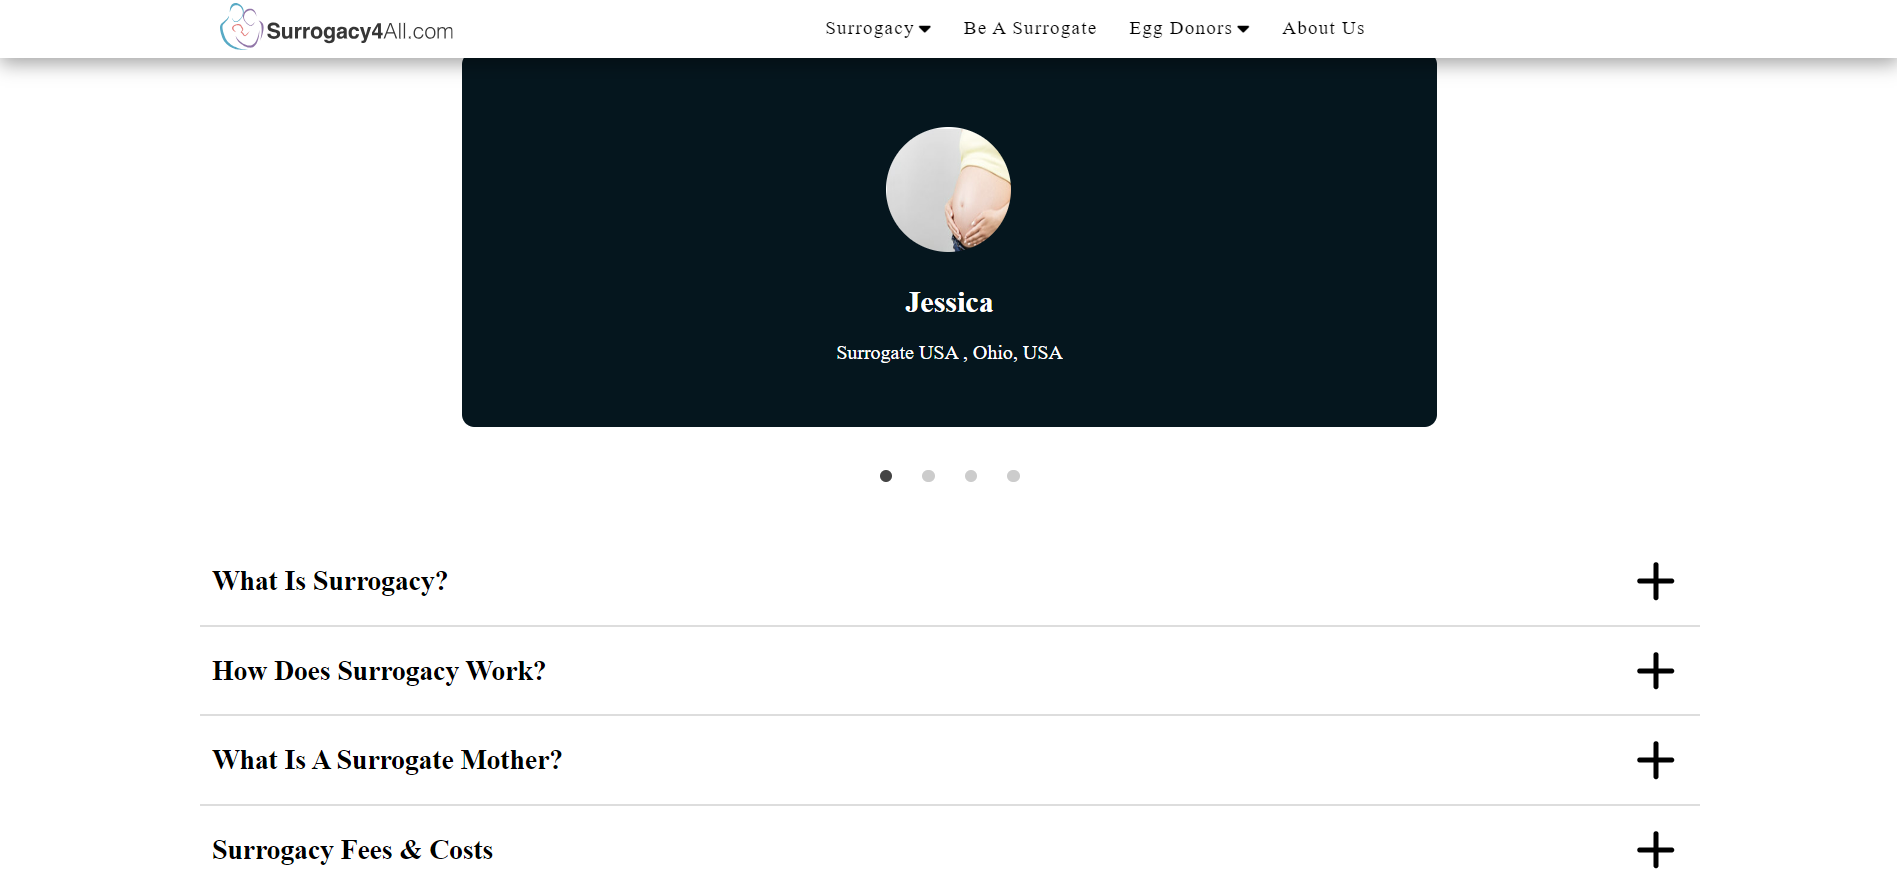 Surrogacy4All.com
Surrogacy Be A Surrogate Egg Donors About Us
Jessica
Surrogate USA , Ohio, USA
What Is Surrogacy?
How Does Surrogacy Work?
What Is A Surrogate Mother?
Surrogacy Fees & Costs